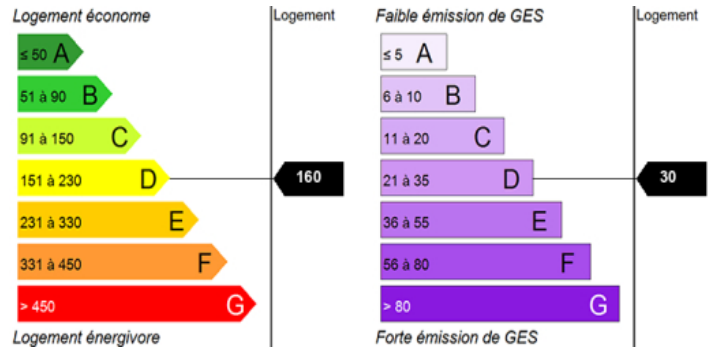 Logement économe
Logement
≤ 50 A
51 à 90 B
91 à 150 C
151 à 230 D
160
231 à 330 E
331 à 450 F
> 450 G
Logement énergivore
Faible émission de GES
Logement
≤ 5 A
6 à 10 B
11 à 20 C
21 à 35 D
30
36 à 55 E
56 à 80 F
> 80 G
Forte émission de GES